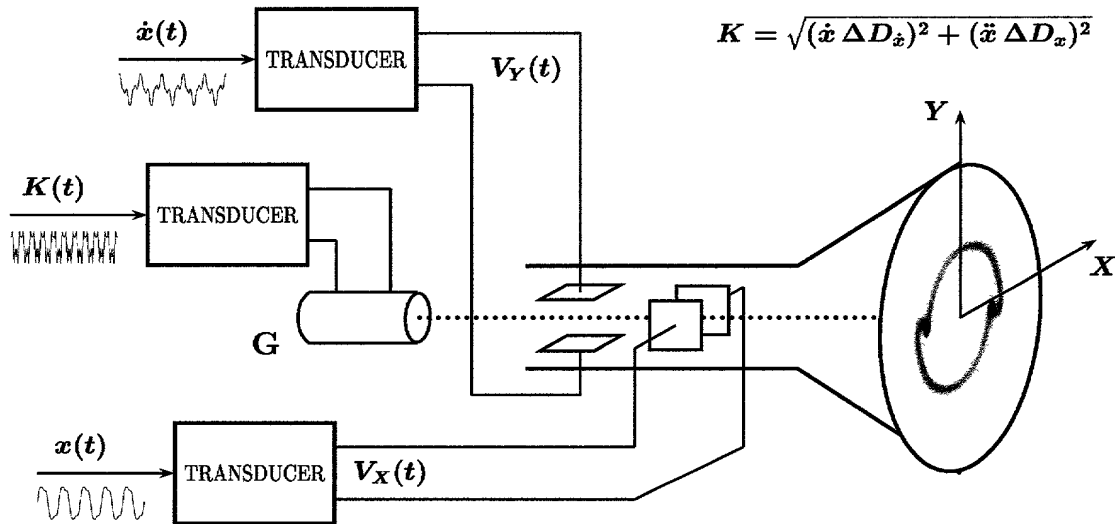 ẋ(t)
TRANSDUCER
V_Y(t)
K = √(ẋ ΔD_ẋ)² + (ẍ ΔD_x)²
Y
K(t)
TRANSDUCER
X
G
x(t)
TRANSDUCER
V_X(t)